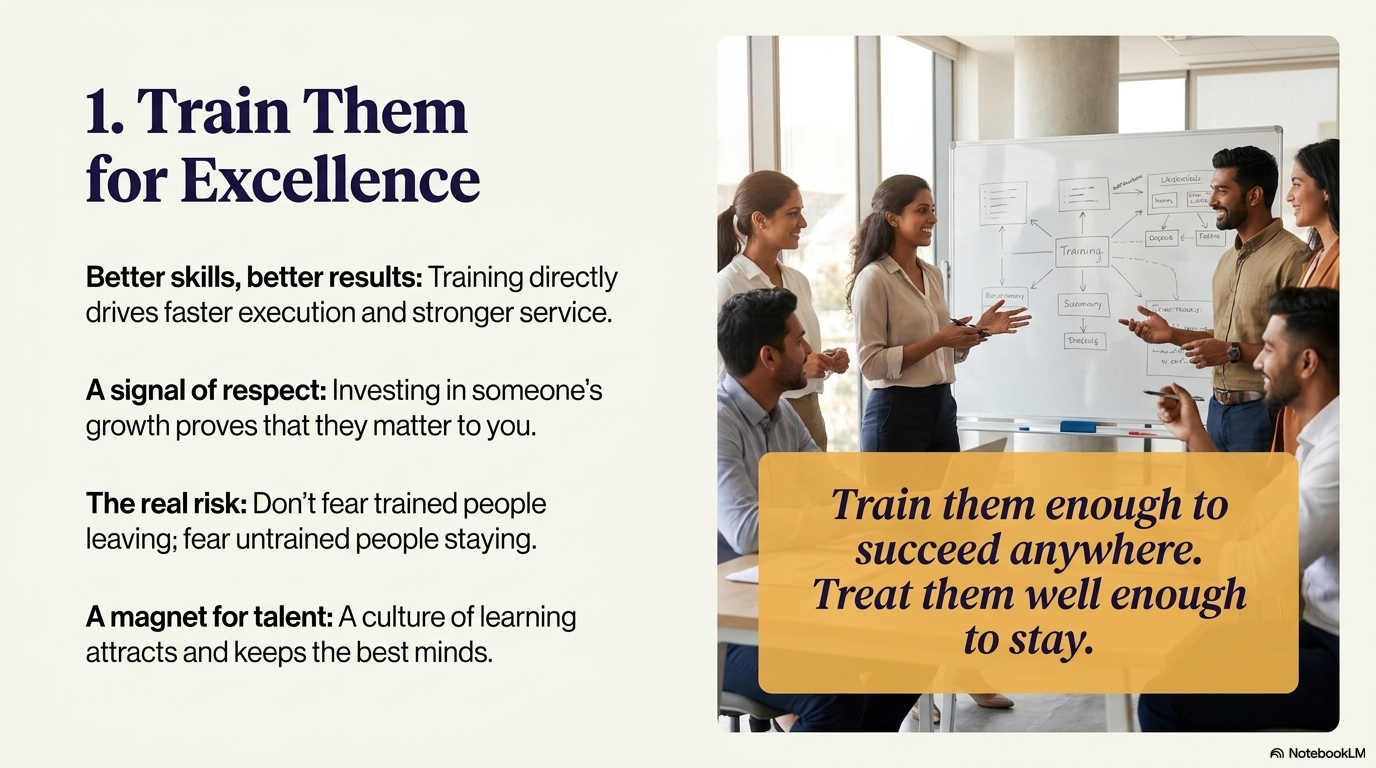 1. Train Them
for Excellence
Better skills, better results: Training directly
drives faster execution and stronger service.
A signal of respect: Investing in someone’s
growth proves that they matter to you.
The real risk: Don’t fear trained people
leaving; fear untrained people staying.
A magnet for talent: A culture of learning
attracts and keeps the best minds.
Training
Train them enough to
succeed anywhere.
Treat them well enough
to stay.
NotebookLM